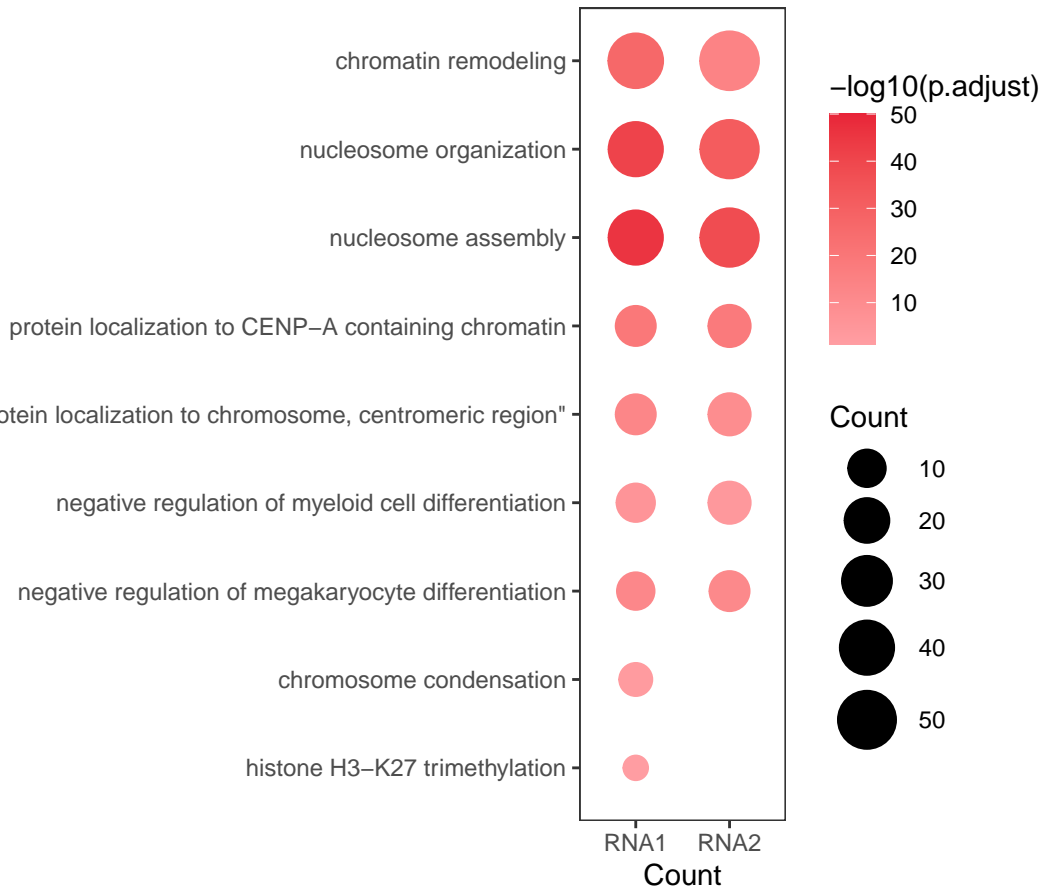 chromatin remodeling
nucleosome organization
nucleosome assembly
protein localization to CENP−A containing chromatin
localization to chromosome, centromeric region"
negative regulation of myeloid cell differentiation
negative regulation of megakaryocyte differentiation
chromosome condensation
histone H3−K27 trimethylation
RNA1 RNA2
Count
−log10(p.adjust)
50
40
30
20
10
Count
10
20
30
40
50